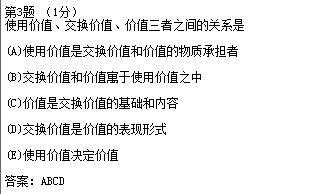 第3题 （1分）
使用价值、交换价值、价值三者之间的关系是
(A)使用价值是交换价值和价值的物质承担者
(B)交换价值和价值寓于使用价值之中
(C)价值是交换价值的基础和内容
(D)交换价值是价值的表现形式
(E)使用价值决定价值
答案：ABCD